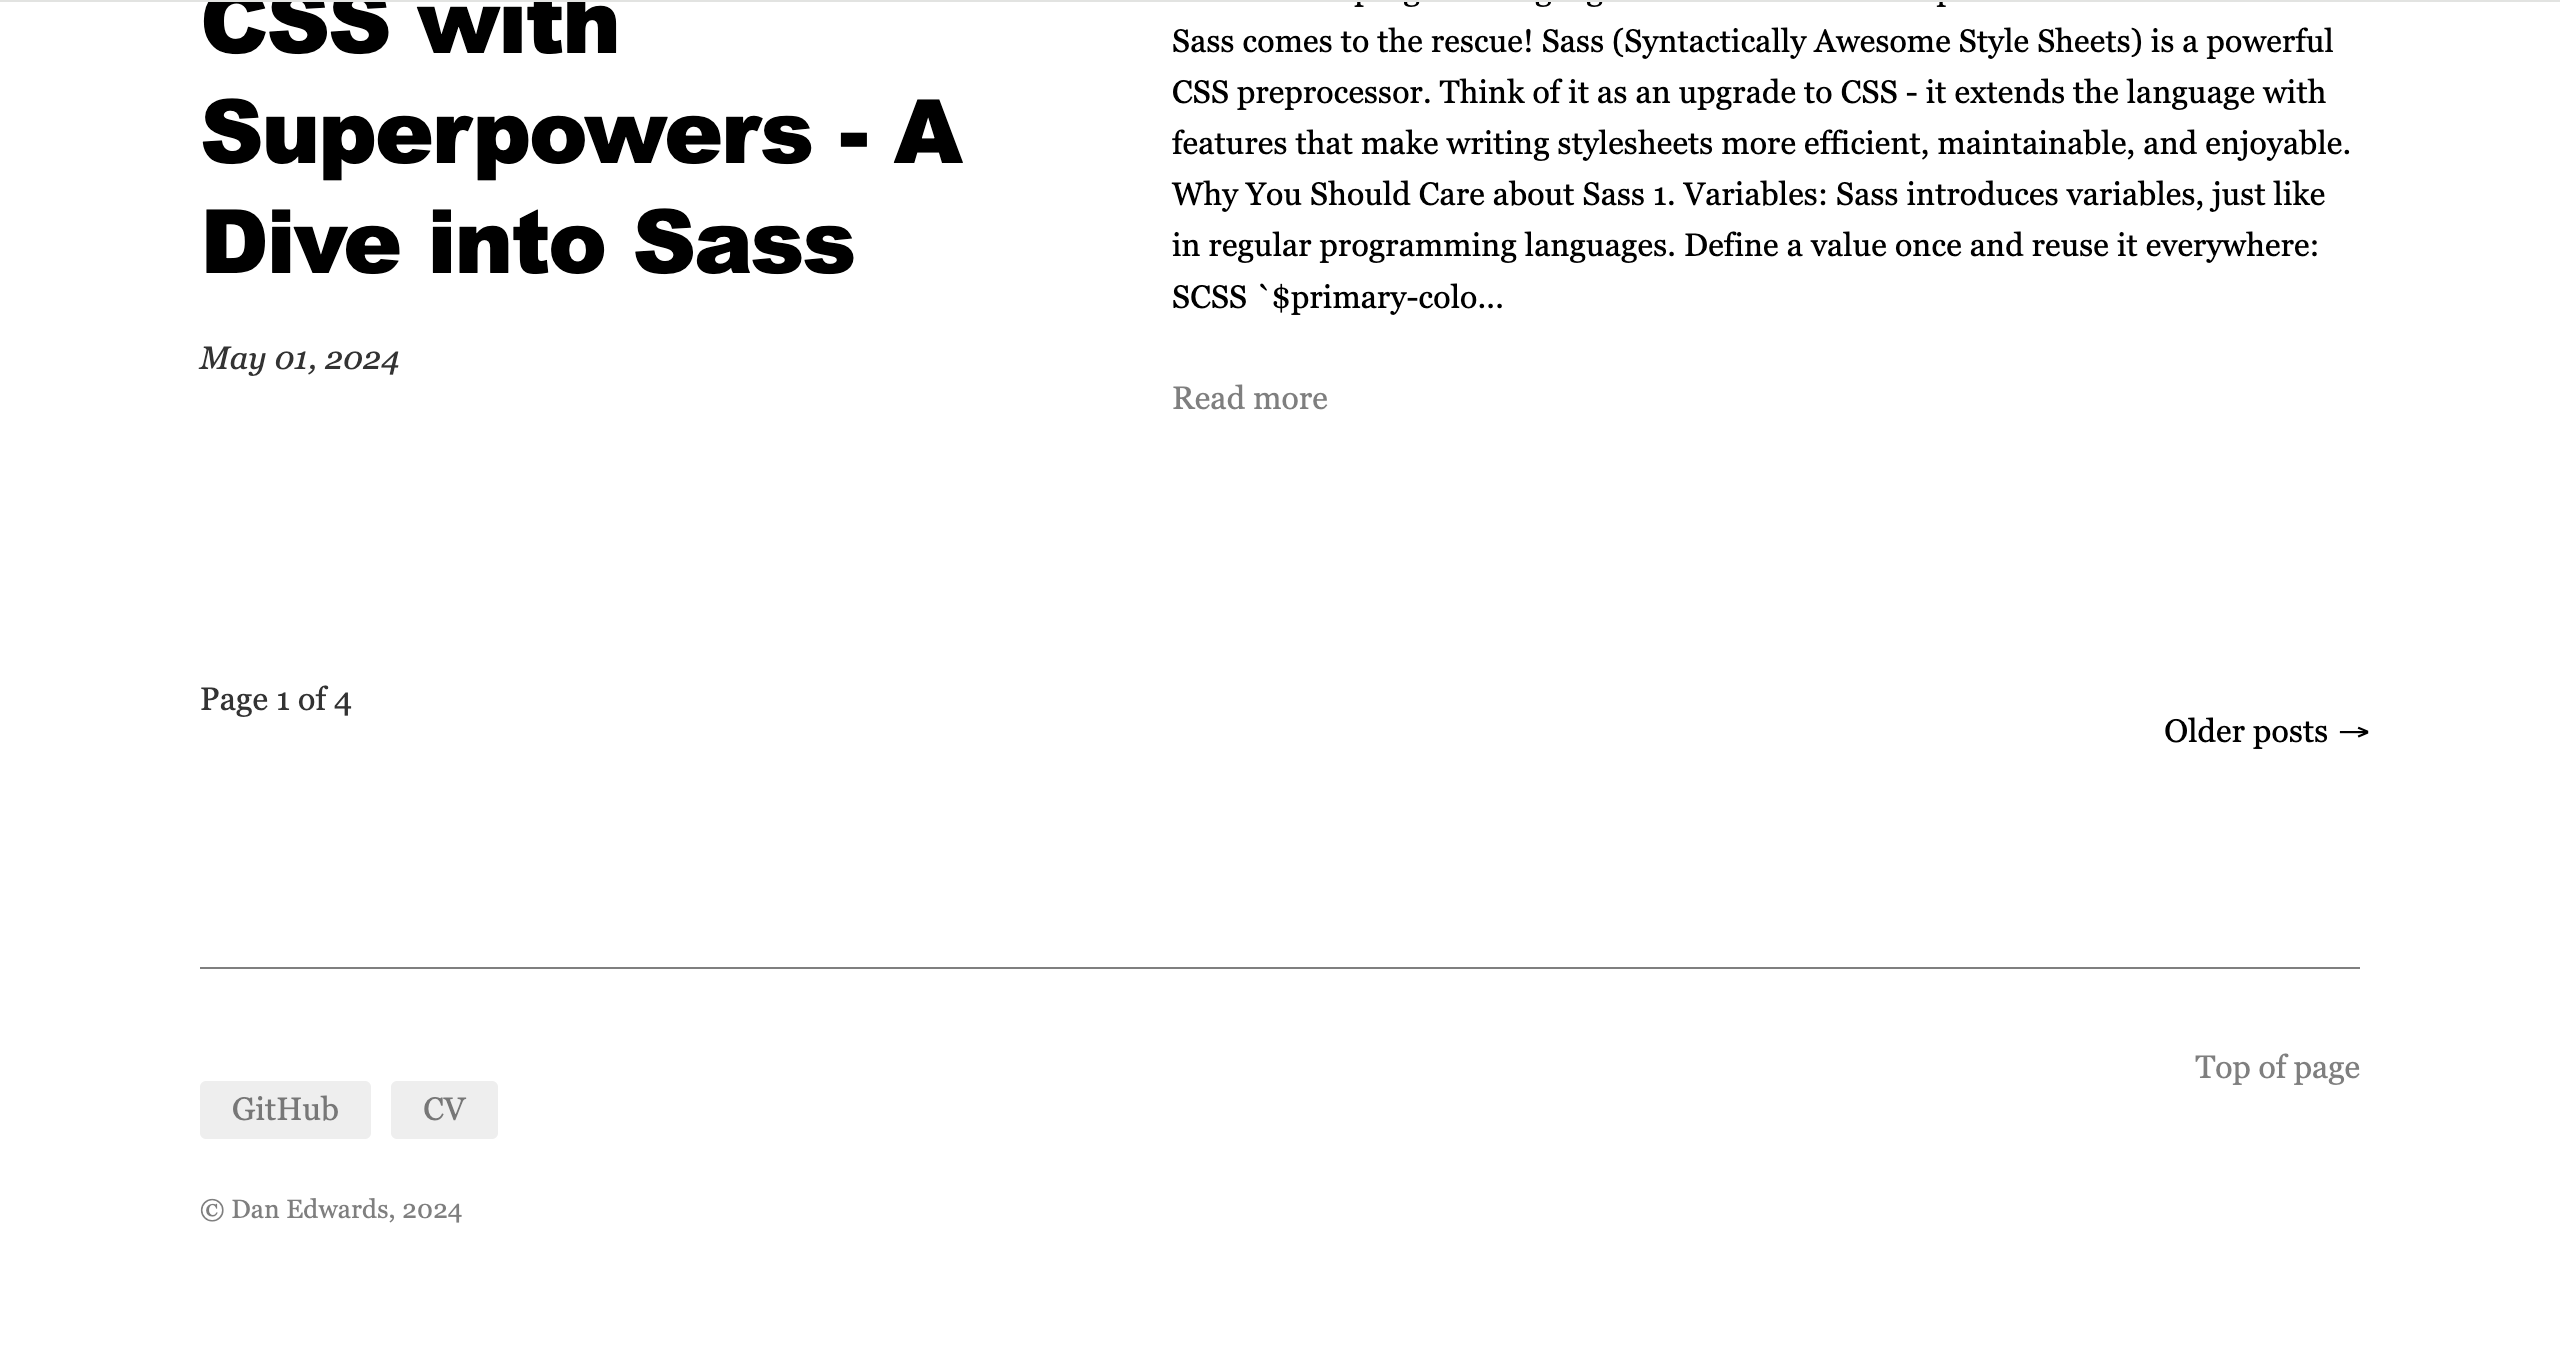 CSS with
Superpowers - A
Dive into Sass
May 01, 2024
Sass comes to the rescue! Sass (Syntactically Awesome Style Sheets) is a powerful
CSS preprocessor. Think of it as an upgrade to CSS - it extends the language with
features that make writing stylesheets more efficient, maintainable, and enjoyable.
Why You Should Care about Sass 1. Variables: Sass introduces variables, just like
in regular programming languages. Define a value once and reuse it everywhere:
SCSS `$primary-colo...
Read more
Page 1 of 4
Older posts →
Top of page
GitHub
CV
© Dan Edwards, 2024